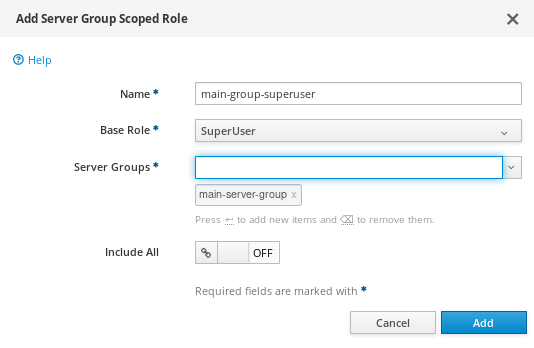 Add Server Group Scoped Role
Help
Name *
main-group-superuser
Base Role *
SuperUser
Server Groups *
main-server-group x
Press ↩ to add new items and ⌫ to remove them.
Include All
OFF
Required fields are marked with *
Cancel
Add